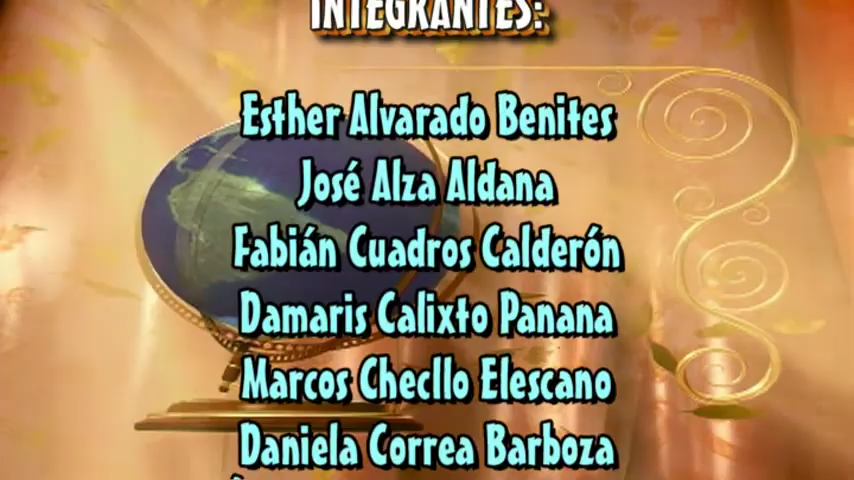 INTEGRANTES:
Esther Alvarado Benites
José Alza Aldana
Fabián Cuadros Calderón
Damaris Calixto Panana
Marcos Checllo Elescano
Daniela Correa Barboza